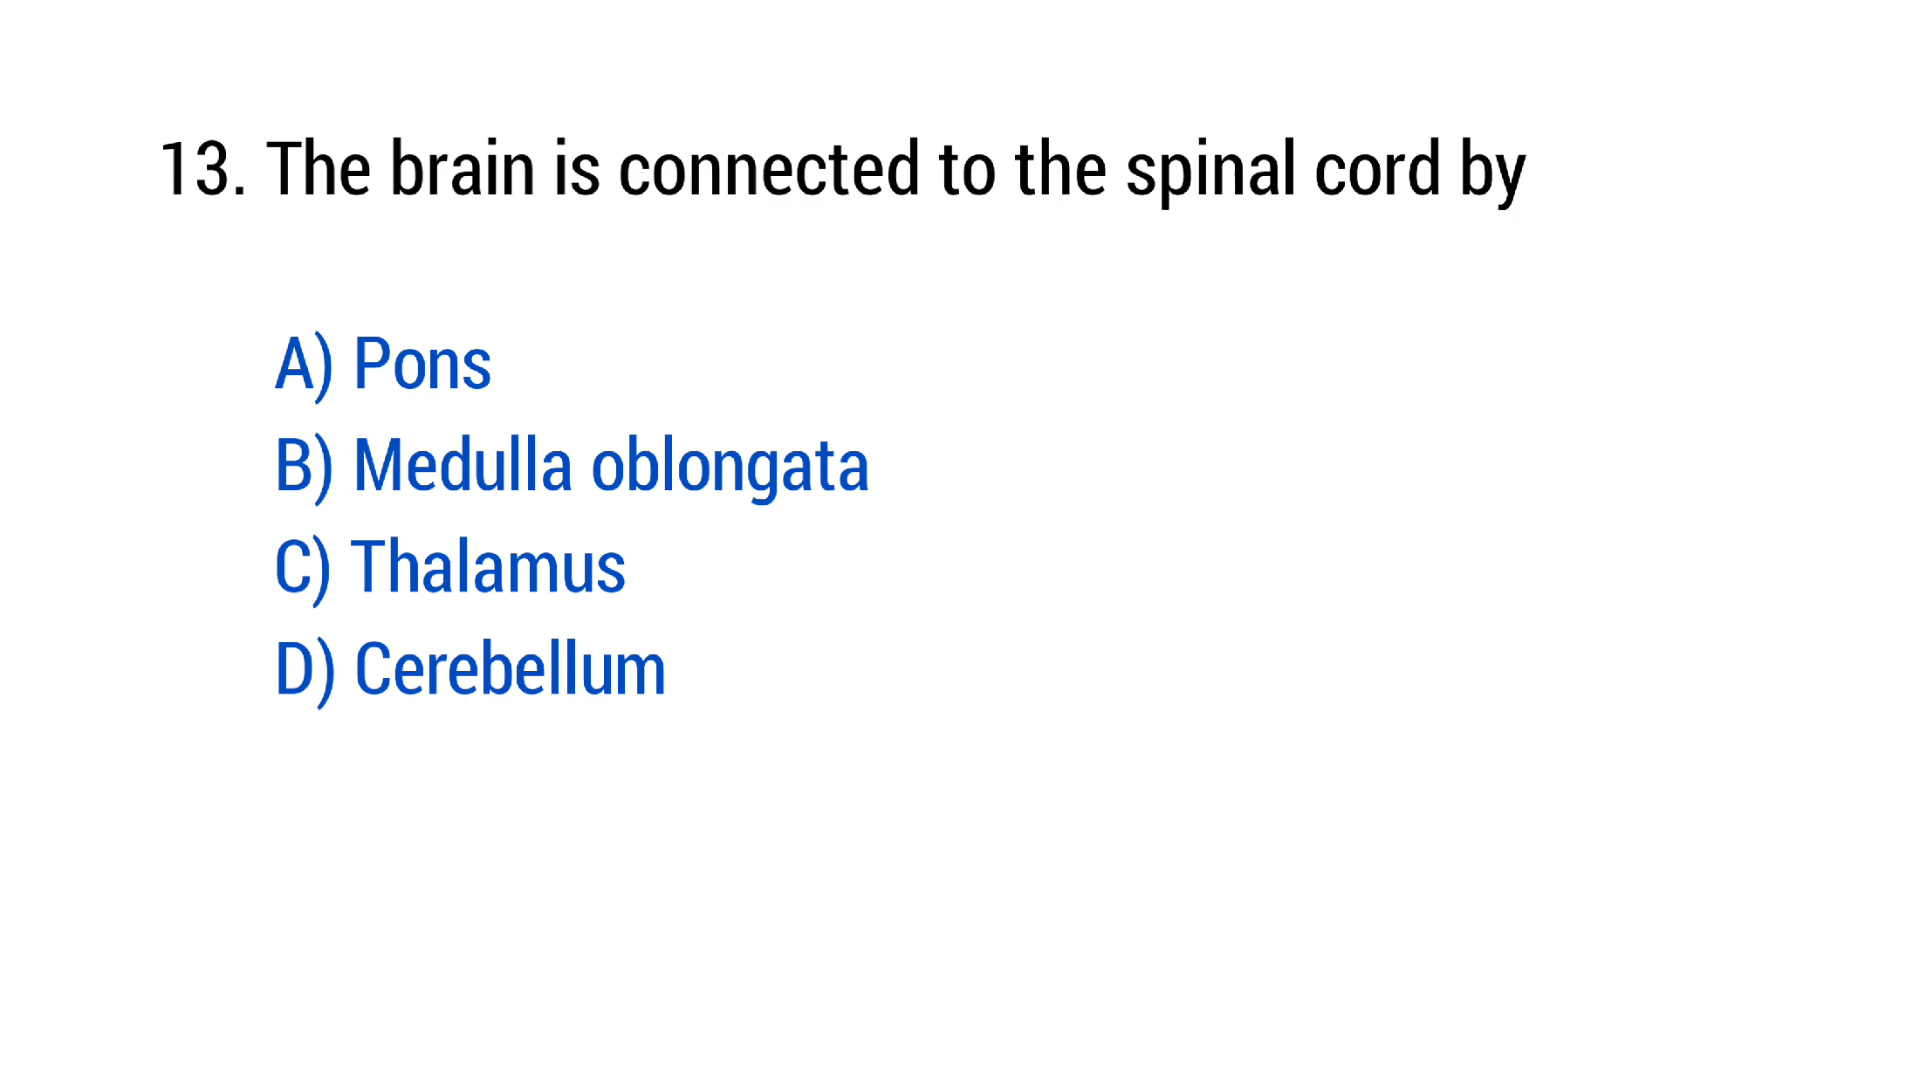 13. The brain is connected to the spinal cord by
A) Pons
B) Medulla oblongata
C) Thalamus
D) Cerebellum